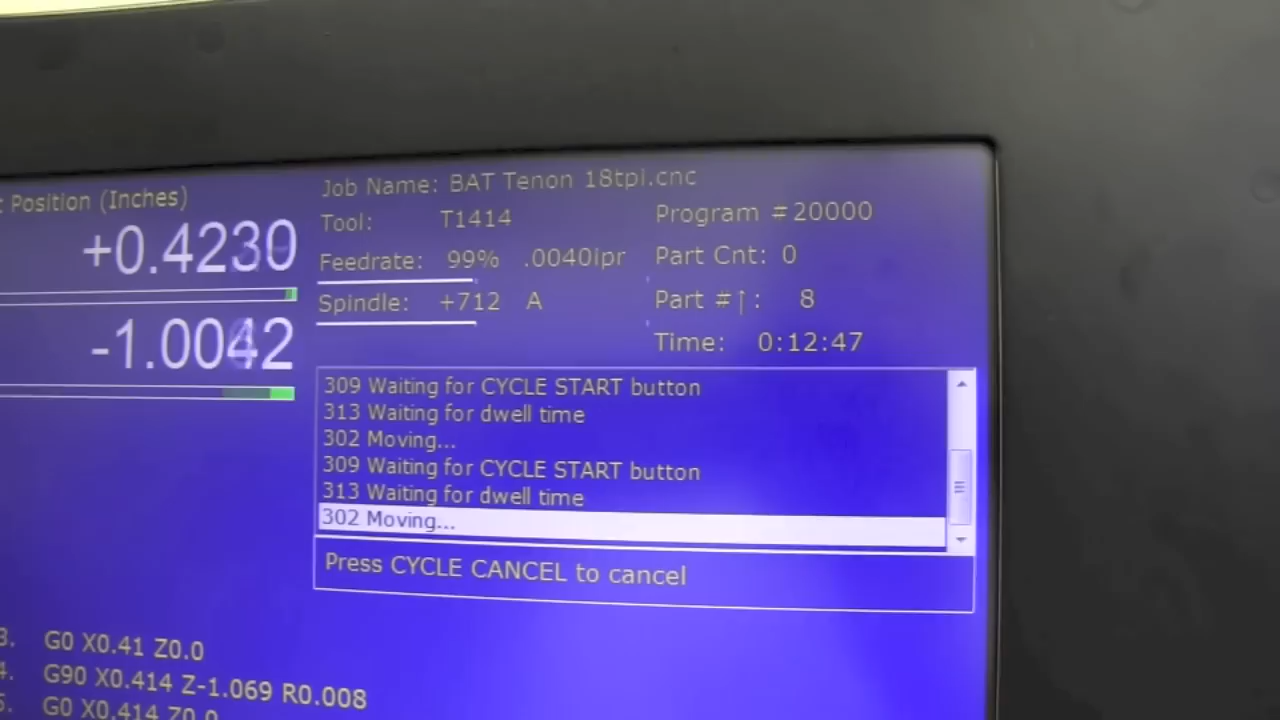 Position (Inches)
+0.4230
-1.0042
Job Name: BAT Tenon 18tpi.cnc
Tool: T1414
Feedrate: 99% .0040ipr
Spindle: +712 A
Program #20000
Part Cnt: 0
Part #↑: 8
Time: 0:12:47
309 Waiting for CYCLE START button
313 Waiting for dwell time
302 Moving...
309 Waiting for CYCLE START button
313 Waiting for dwell time
302 Moving...
Press CYCLE CANCEL to cancel
3. G0 X0.41 Z0.0
4. G90 X0.414 Z-1.069 R0.008
5. G0 X0.414 Z0.0